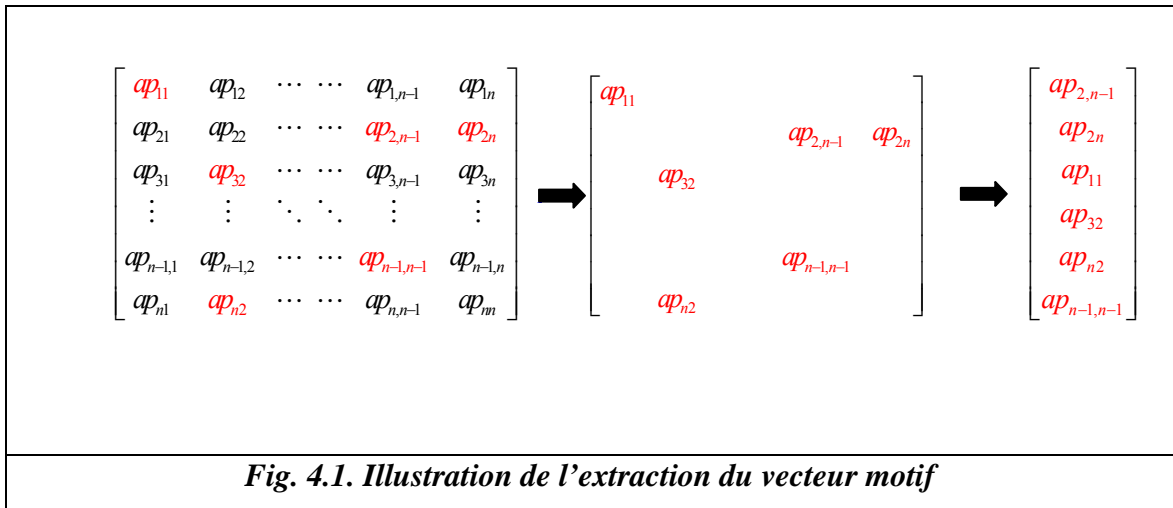 ap₁₁ ap₁₂ ⋯ ⋯ ap₁,ₙ₋₁ ap₁ₙ
ap₂₁ ap₂₂ ⋯ ⋯ ap₂,ₙ₋₁ ap₂ₙ
ap₃₁ ap₃₂ ⋯ ⋯ ap₃,ₙ₋₁ ap₃ₙ
⋮ ⋮ ⋱ ⋱ ⋮ ⋮
apₙ₋₁,₁ apₙ₋₁,₂ ⋯ ⋯ apₙ₋₁,ₙ₋₁ apₙ₋₁,ₙ
apₙ₁ apₙ₂ ⋯ ⋯ apₙ,ₙ₋₁ apₙₙ
ap₁₁
ap₂,ₙ₋₁ ap₂ₙ
ap₃₂
apₙ₋₁,ₙ₋₁
apₙ₂
ap₂,ₙ₋₁
ap₂ₙ
ap₁₁
ap₃₂
apₙ₂
apₙ₋₁,ₙ₋₁
Fig. 4.1. Illustration de l’extraction du vecteur motif